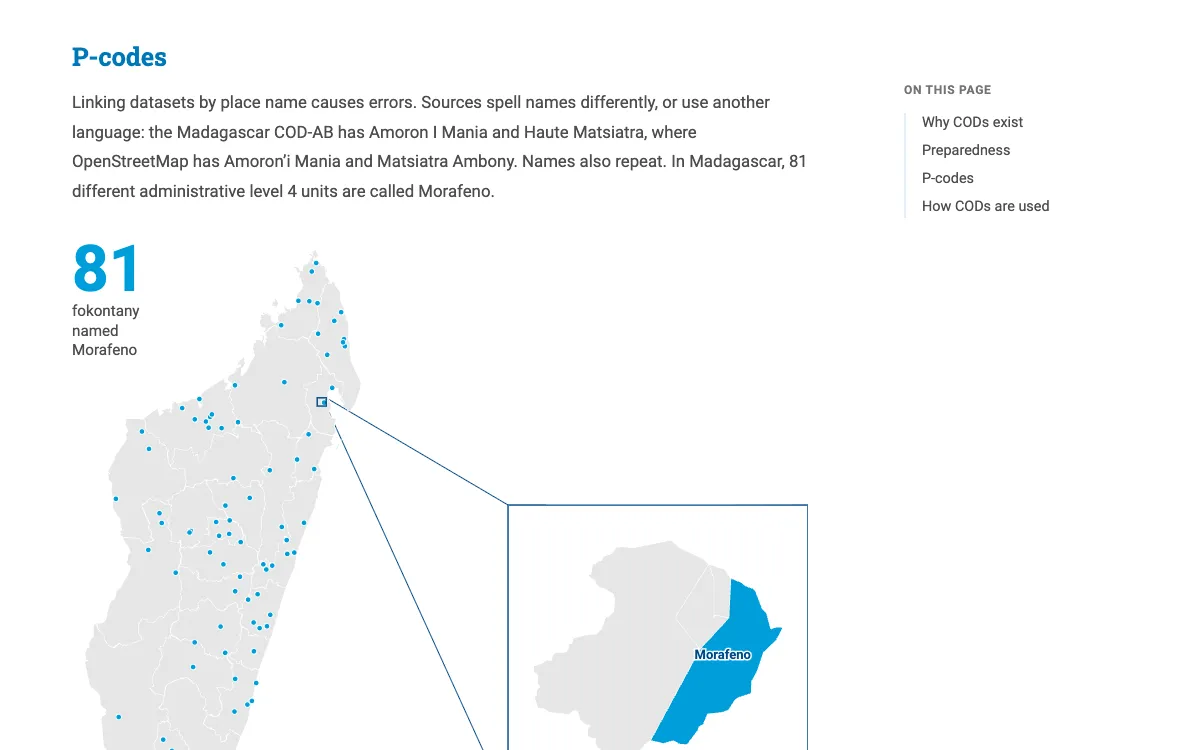 P-codes
Linking datasets by place name causes errors. Sources spell names differently, or use another
language: the Madagascar COD-AB has Amoron I Mania and Haute Matsiatra, where
OpenStreetMap has Amoron’i Mania and Matsiatra Ambony. Names also repeat. In Madagascar, 81
different administrative level 4 units are called Morafeno.
ON THIS PAGE
Why CODs exist
Preparedness
P-codes
How CODs are used
81
fokontany
named
Morafeno
Morafeno